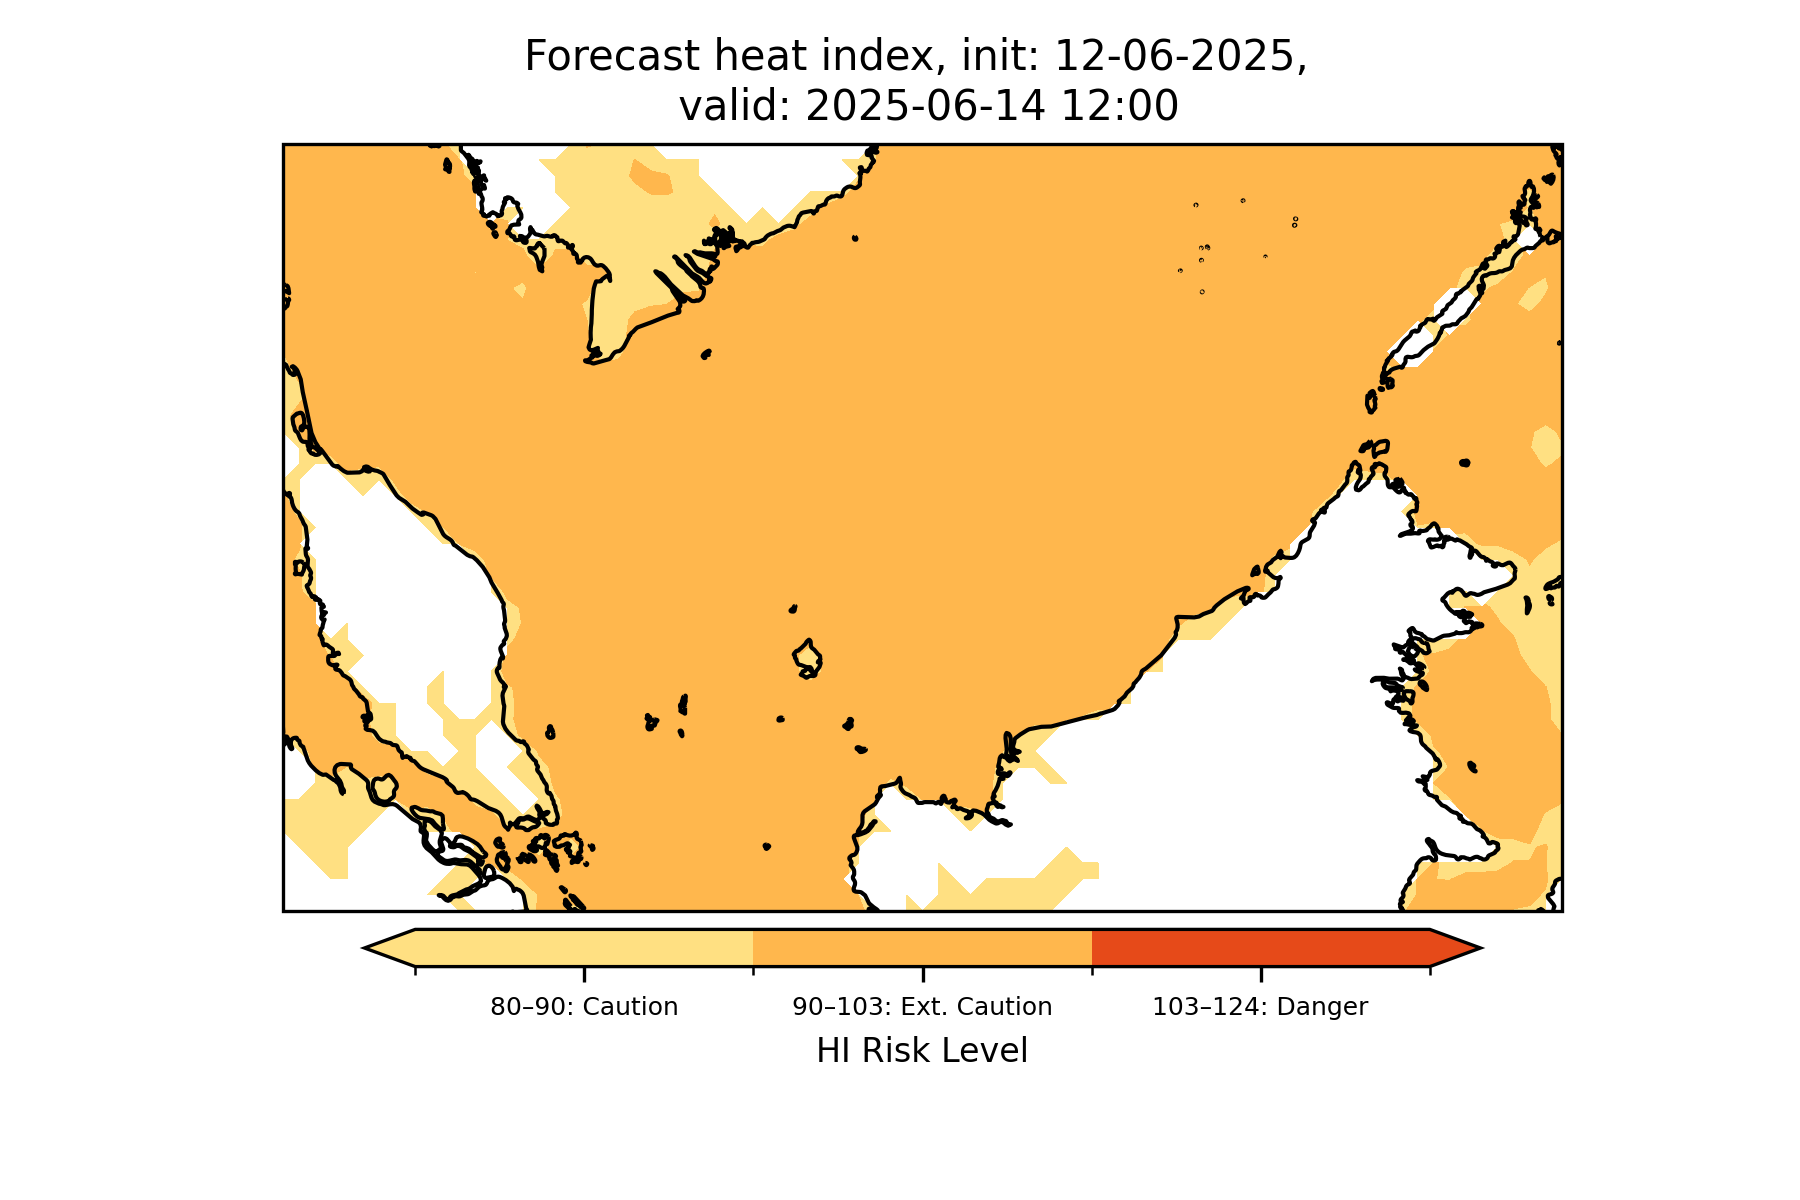 Forecast heat index, init: 12-06-2025,
valid: 2025-06-14 12:00
80–90: Caution
90–103: Ext. Caution
103–124: Danger
HI Risk Level